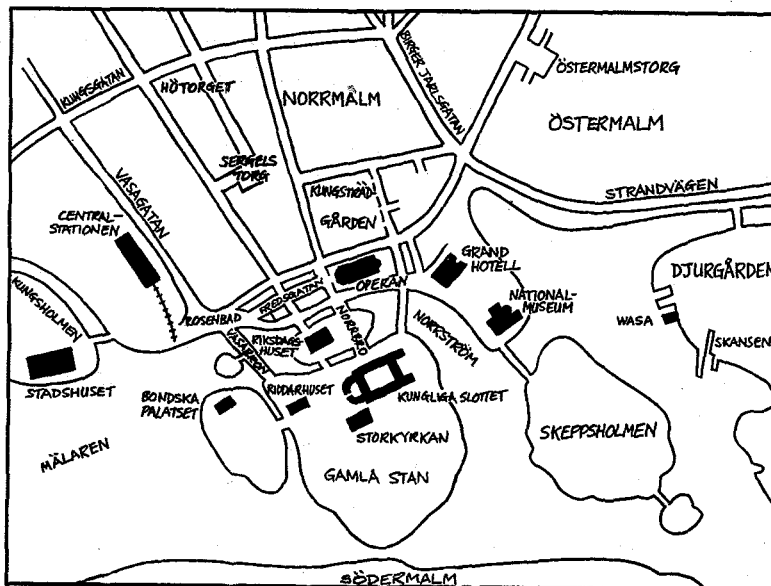 KUNGSGATAN
HÖTORGET
NORRMALM
BIRGER JARLSGATAN
ÖSTERMALMSTORG
ÖSTERMALM
SERGELS
TORG
VASAGATAN
KUNGSTRÄD-
GÅRDEN
STRANDVÄGEN
CENTRAL-
STATIONEN
GRAND
HOTELL
DJURGÅRDEN
KUNGSHOLMEN
FREDSGATAN
OPERAN
NATIONAL-
MUSEUM
ROSENBAD
NORRBRO
NORRSTRÖM
WASA
VASABRON
RIKSDAGS-
HUSET
SKANSEN
STADSHUSET
BONDSKA
PALATSET
RIDDARHUSET
KUNGLIGA SLOTTET
STORKYRKAN
SKEPPSHOLMEN
MÄLAREN
GAMLA STAN
SÖDERMALM